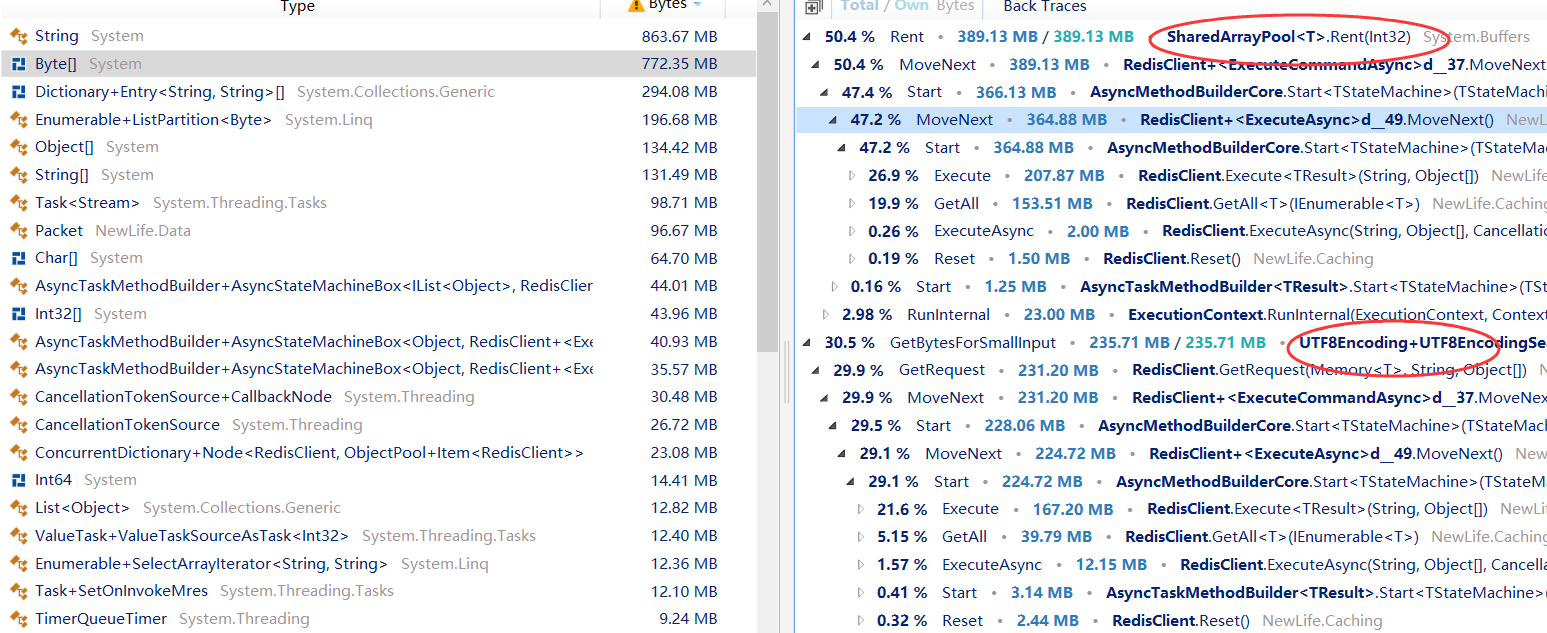 Type
Bytes
String System 863.67 MB
Byte[] System 772.35 MB
Dictionary+Entry<String, String>[] System.Collections.Generic 294.08 MB
Enumerable+ListPartition<Byte> System.Linq 196.68 MB
Object[] System 134.42 MB
String[] System 131.49 MB
Task<Stream> System.Threading.Tasks 98.71 MB
Packet NewLife.Data 96.67 MB
Char[] System 64.70 MB
AsyncTaskMethodBuilder+AsyncStateMachineBox<IList<Object>, RedisClier 44.01 MB
Int32[] System 43.96 MB
AsyncTaskMethodBuilder+AsyncStateMachineBox<Object, RedisClient+<Exe 40.93 MB
AsyncTaskMethodBuilder+AsyncStateMachineBox<Object, RedisClient+<Exe 35.57 MB
CancellationTokenSource+CallbackNode System.Threading 30.48 MB
CancellationTokenSource System.Threading 26.72 MB
ConcurrentDictionary+Node<RedisClient, ObjectPool+Item<RedisClient>> 23.08 MB
Int64 System 14.41 MB
List<Object> System.Collections.Generic 12.82 MB
ValueTask+ValueTaskSourceAsTask<Int32> System.Threading.Tasks 12.40 MB
Enumerable+SelectArrayIterator<String, String> System.Linq 12.36 MB
Task+SetOnInvokeMres System.Threading.Tasks 12.10 MB
TimerQueueTimer System.Threading 9.24 MB
Total / Own Bytes Back Traces
50.4 % Rent • 389.13 MB / 389.13 MB • SharedArrayPool<T>.Rent(Int32) System.Buffers
50.4 % MoveNext • 389.13 MB • RedisClient+<ExecuteCommandAsync>d__37.MoveNext
47.4 % Start • 366.13 MB • AsyncMethodBuilderCore.Start<TStateMachine>(TStateMachi
47.2 % MoveNext • 364.88 MB • RedisClient+<ExecuteAsync>d__49.MoveNext() NewL
47.2 % Start • 364.88 MB • AsyncMethodBuilderCore.Start<TStateMachine>(TStateMa
26.9 % Execute • 207.87 MB • RedisClient.Execute<TResult>(String, Object[]) NewLife
19.9 % GetAll • 153.51 MB • RedisClient.GetAll<T>(IEnumerable<T>) NewLife.Caching
0.26 % ExecuteAsync • 2.00 MB • RedisClient.ExecuteAsync(String, Object[], Cancellatic
0.19 % Reset • 1.50 MB • RedisClient.Reset() NewLife.Caching
0.16 % Start • 1.25 MB • AsyncTaskMethodBuilder<TResult>.Start<TStateMachine>(TST
2.98 % RunInternal • 23.00 MB • ExecutionContext.RunInternal(ExecutionContext, Context
30.5 % GetBytesForSmallInput • 235.71 MB / 235.71 MB • UTF8Encoding+UTF8EncodingSea
29.9 % GetRequest • 231.20 MB • RedisClient.GetRequest(Memory<T>, String, Object[]) N
29.9 % MoveNext • 231.20 MB • RedisClient+<ExecuteCommandAsync>d__37.MoveNext
29.5 % Start • 228.06 MB • AsyncMethodBuilderCore.Start<TStateMachine>(TStateMachi
29.1 % MoveNext • 224.72 MB • RedisClient+<ExecuteAsync>d__49.MoveNext() New
29.1 % Start • 224.72 MB • AsyncMethodBuilderCore.Start<TStateMachine>(TStateM
21.6 % Execute • 167.20 MB • RedisClient.Execute<TResult>(String, Object[]) NewLi
5.15 % GetAll • 39.79 MB • RedisClient.GetAll<T>(IEnumerable<T>) NewLife.Caching
1.57 % ExecuteAsync • 12.15 MB • RedisClient.ExecuteAsync(String, Object[], Cancella
0.41 % Start • 3.14 MB • AsyncTaskMethodBuilder<TResult>.Start<TStateMachine>(
0.32 % Reset • 2.44 MB • RedisClient.Reset() NewLife.Caching